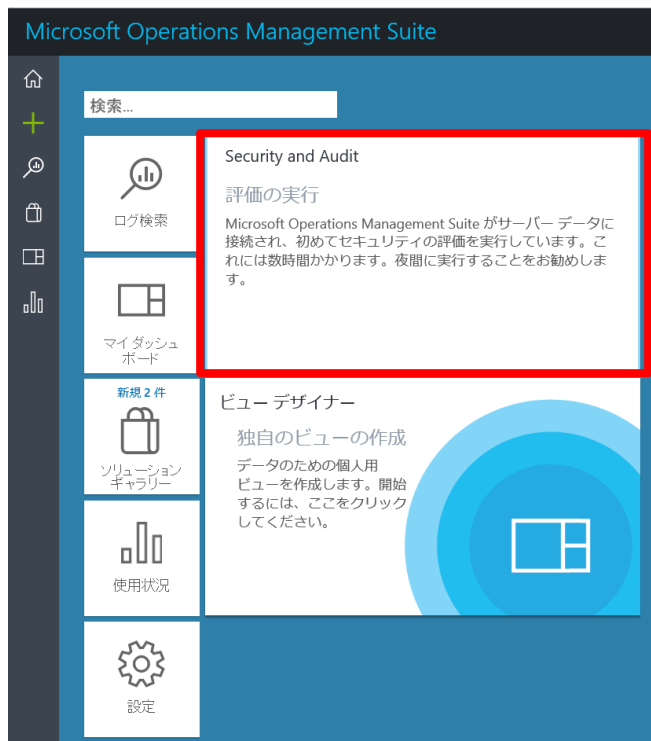 Microsoft Operations Management Suite
検索...
ログ検索
Security and Audit
評価の実行
Microsoft Operations Management Suite がサーバー データに
接続され、初めてセキュリティの評価を実行しています。こ
れには数時間かかります。夜間に実行することをお勧めしま
す。
マイ ダッシュ
ボード
新規 2 件
ソリューション
ギャラリー
ビュー デザイナー
独自のビューの作成
データのための個人用
ビューを作成します。開始
するには、ここをクリック
してください。
使用状況
設定